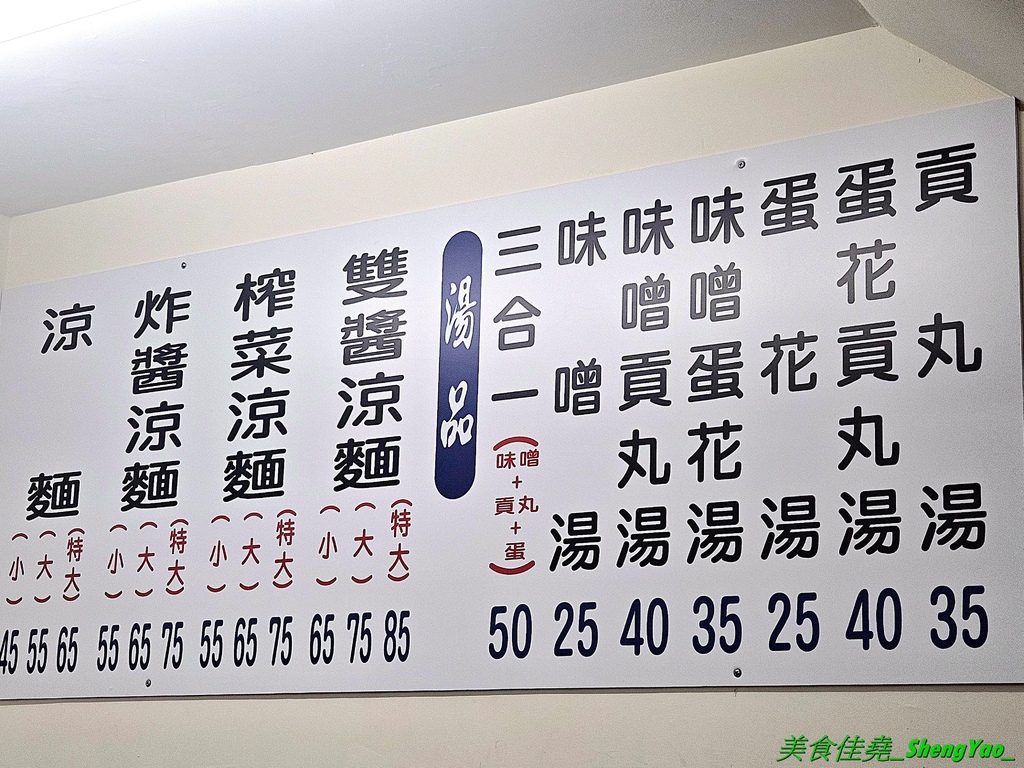 貢丸湯 35
蛋花貢丸湯 40
蛋花湯 25
味噌蛋花湯 35
味噌貢丸湯 40
味噌湯 25
三合一(味噌+貢丸+蛋) 50
湯品
雙醬涼麵 (特大) 85 (大) 75 (小) 65
榨菜涼麵 (特大) 75 (大) 65 (小) 55
炸醬涼麵 (特大) 75 (大) 65 (小) 55
涼麵 (特大) 65 (大) 55 (小) 45
美食佳堯_ShengYao_